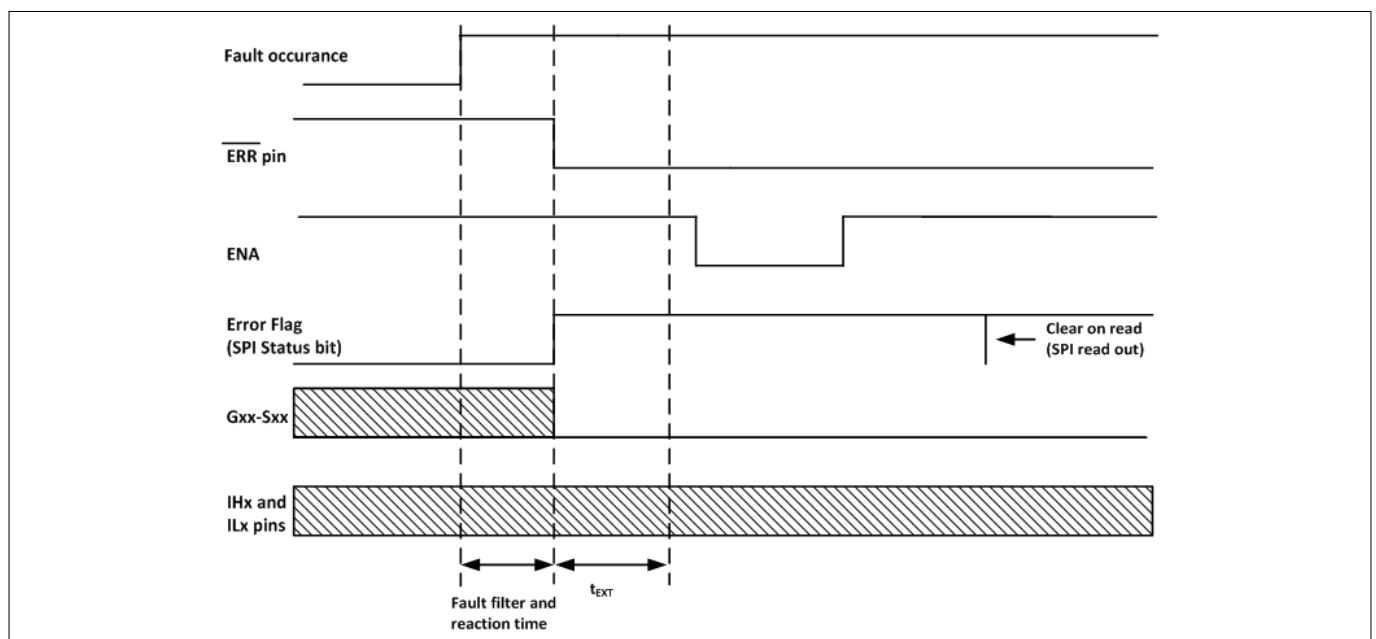 Fault occurance
ERR pin
ENA
Error Flag
(SPI Status bit)
Clear on read
(SPI read out)
Gxx-Sxx
IHx and
ILx pins
tEXT
Fault filter and
reaction time